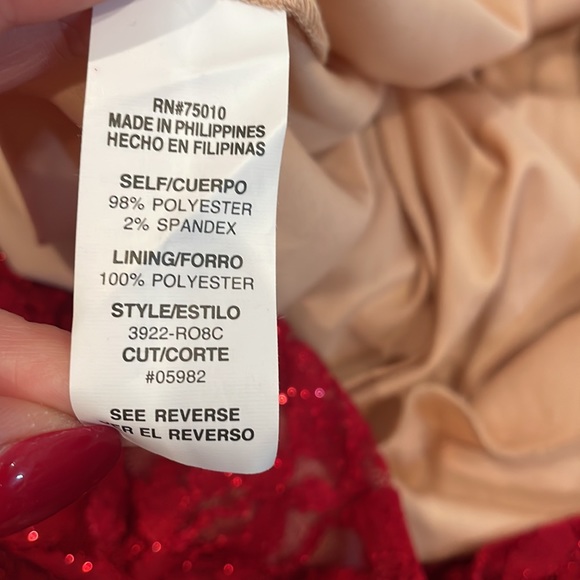 RN#75010
MADE IN PHILIPPINES
HECHO EN FILIPINAS
SELF/CUERPO
98% POLYESTER
2% SPANDEX
LINING/FORRO
100% POLYESTER
STYLE/ESTILO
3922-RO8C
CUT/CORTE
#05982
SEE REVERSE
VER EL REVERSO